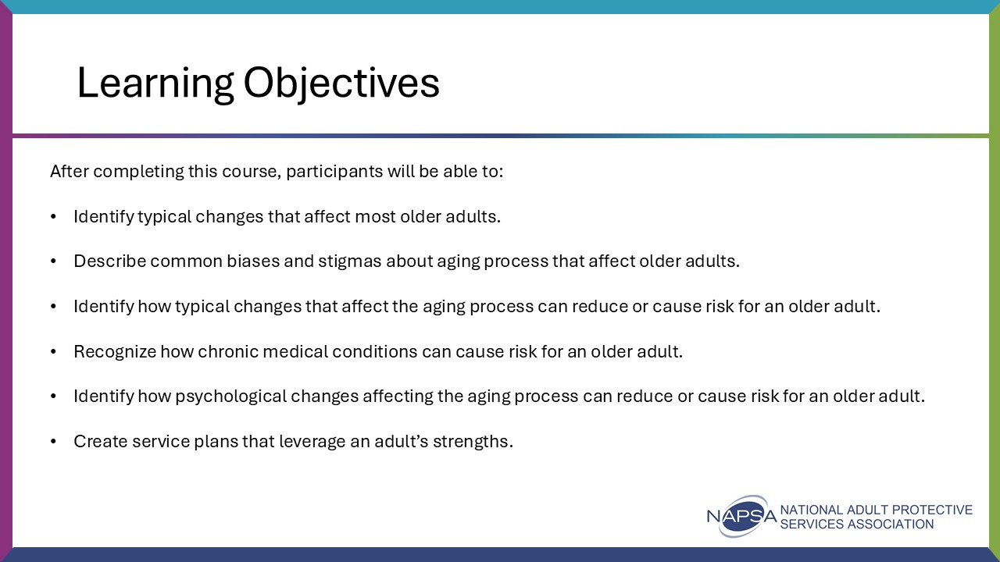 Learning Objectives
After completing this course, participants will be able to:
• Identify typical changes that affect most older adults.
• Describe common biases and stigmas about aging process that affect older adults.
• Identify how typical changes that affect the aging process can reduce or cause risk for an older adult.
• Recognize how chronic medical conditions can cause risk for an older adult.
• Identify how psychological changes affecting the aging process can reduce or cause risk for an older adult.
• Create service plans that leverage an adult’s strengths.
NAPSA NATIONAL ADULT PROTECTIVE
SERVICES ASSOCIATION